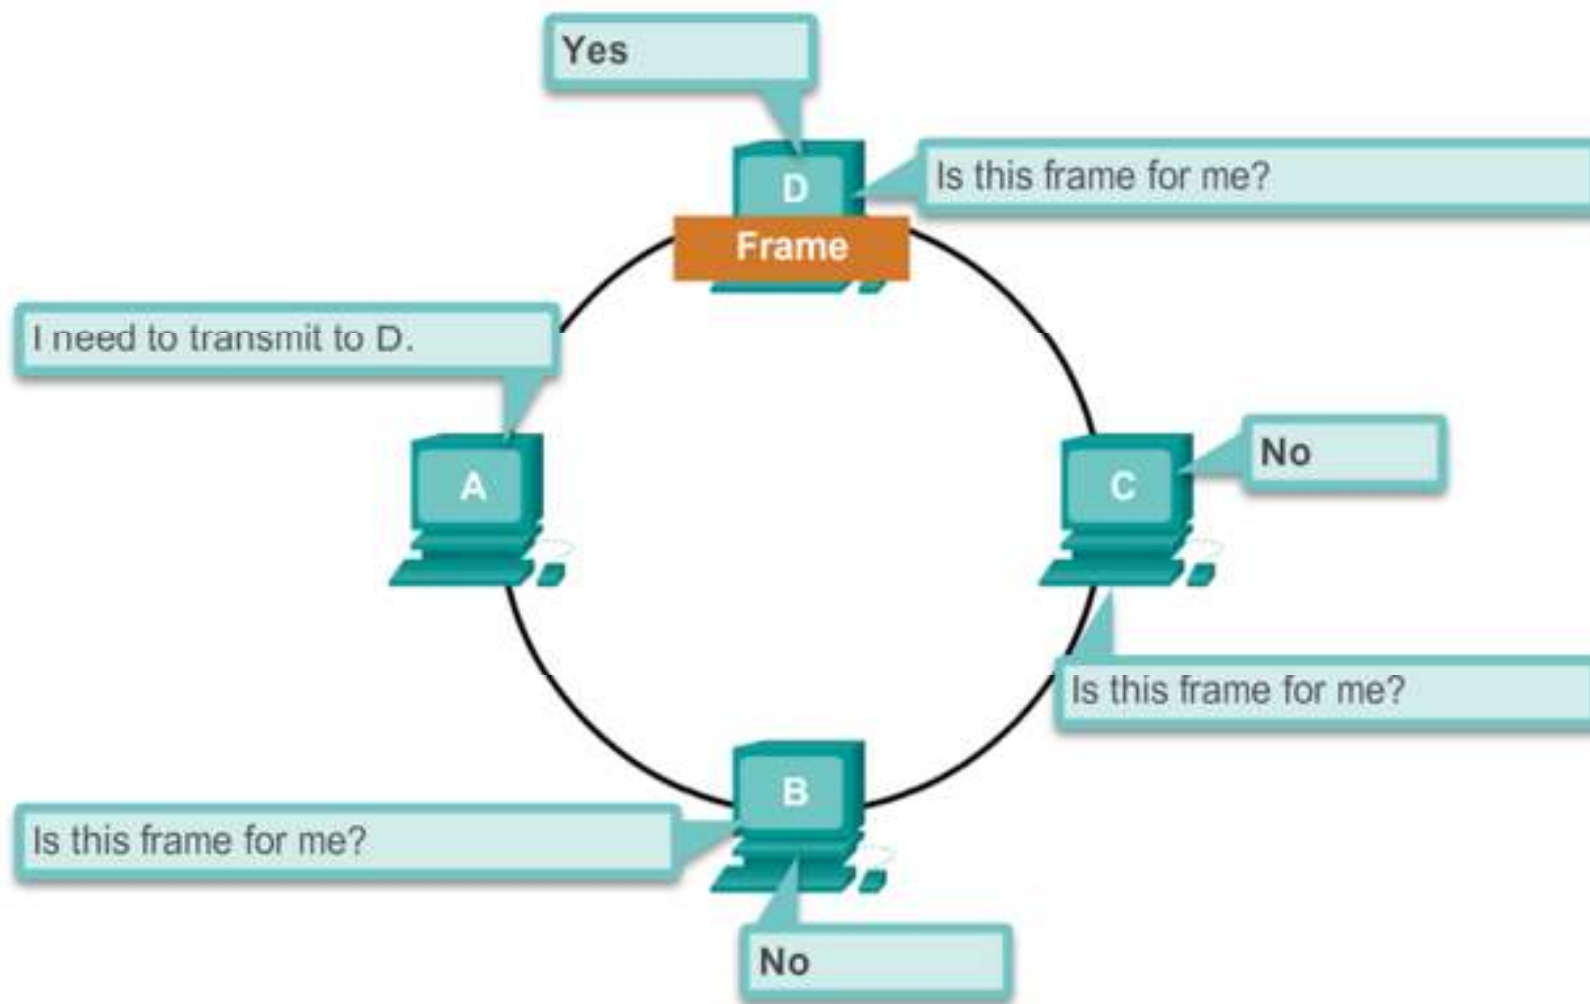 Yes
D
Is this frame for me?
Frame
I need to transmit to D.
A
C
No
Is this frame for me?
B
Is this frame for me?
No